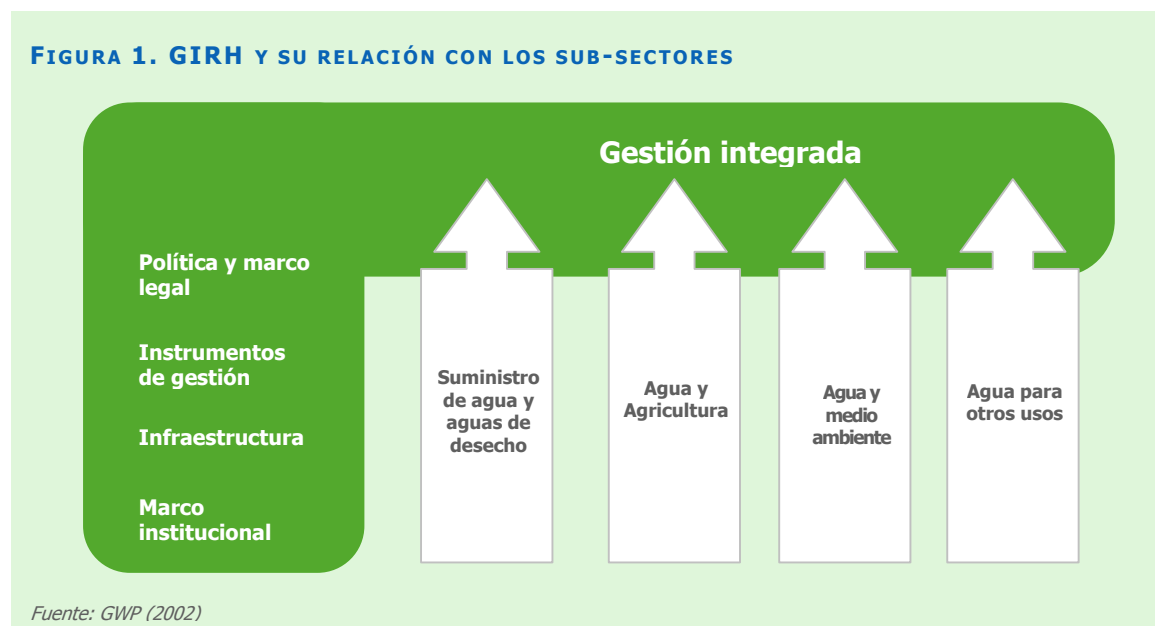 FIGURA 1. GIRH Y SU RELACIÓN CON LOS SUB-SECTORES
Gestión integrada
Política y marco
legal
Instrumentos
de gestión
Infraestructura
Marco
institucional
Suministro
de agua y
aguas de
desecho
Agua y
Agricultura
Agua y
medio
ambiente
Agua para
otros usos
Fuente: GWP (2002)